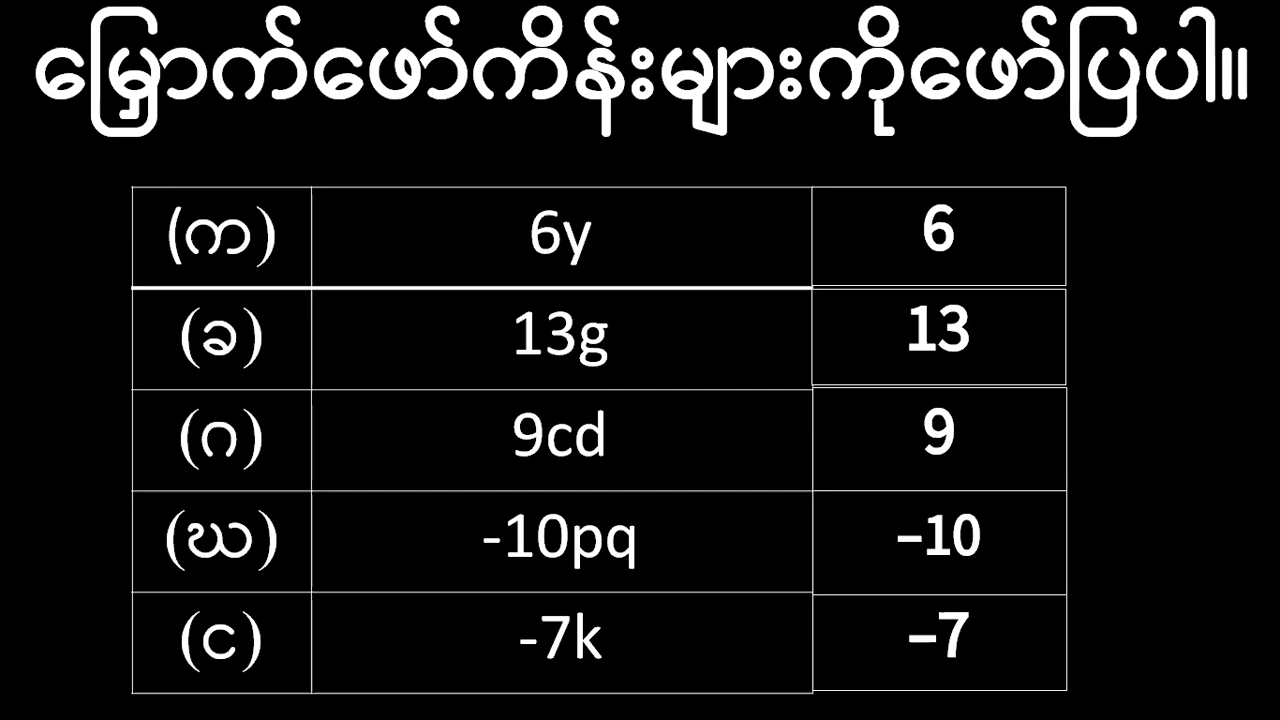 မြှောက်ဖော်ကိန်းများကိုဖော်ပြပါ။
(က) 6y 6
(ခ) 13g 13
(ဂ) 9cd 9
(ဃ) -10pq –10
(င) -7k –7